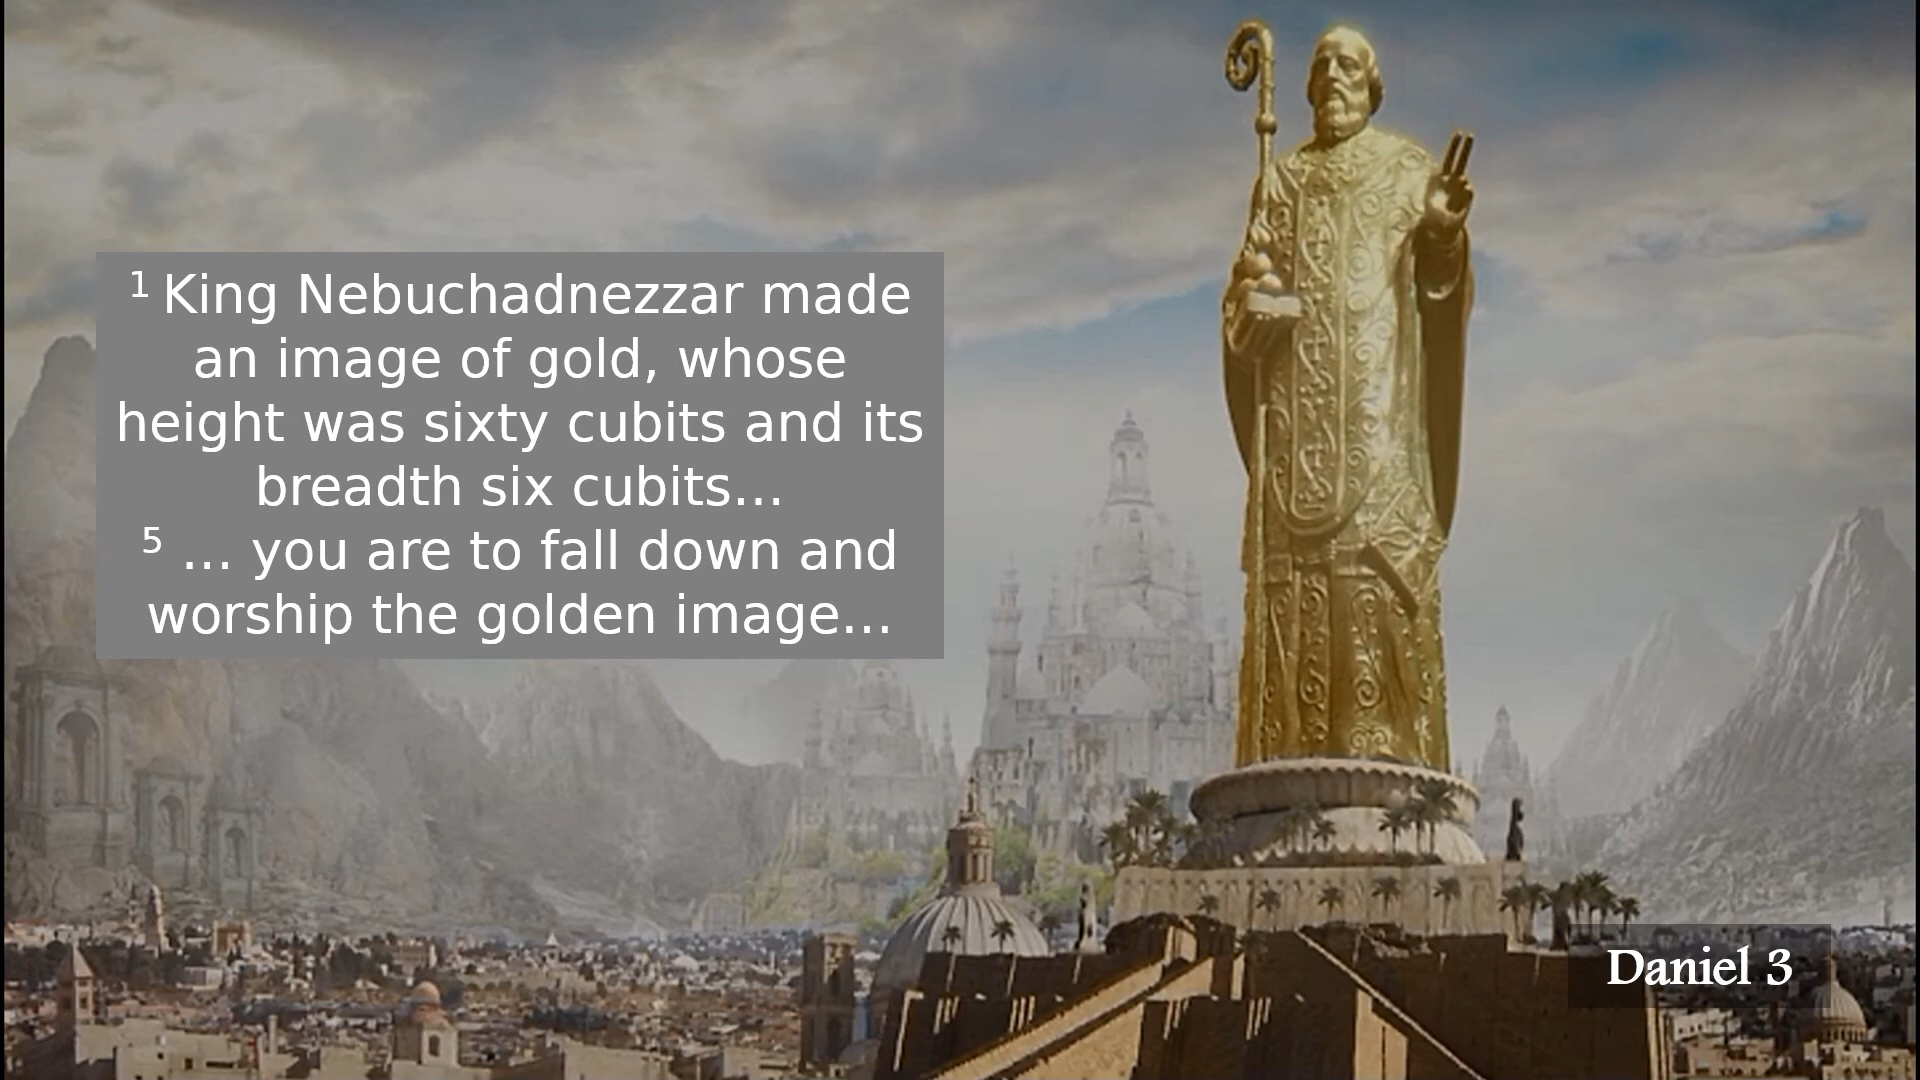 1 King Nebuchadnezzar made
an image of gold, whose
height was sixty cubits and its
breadth six cubits…
5 … you are to fall down and
worship the golden image…
Daniel 3